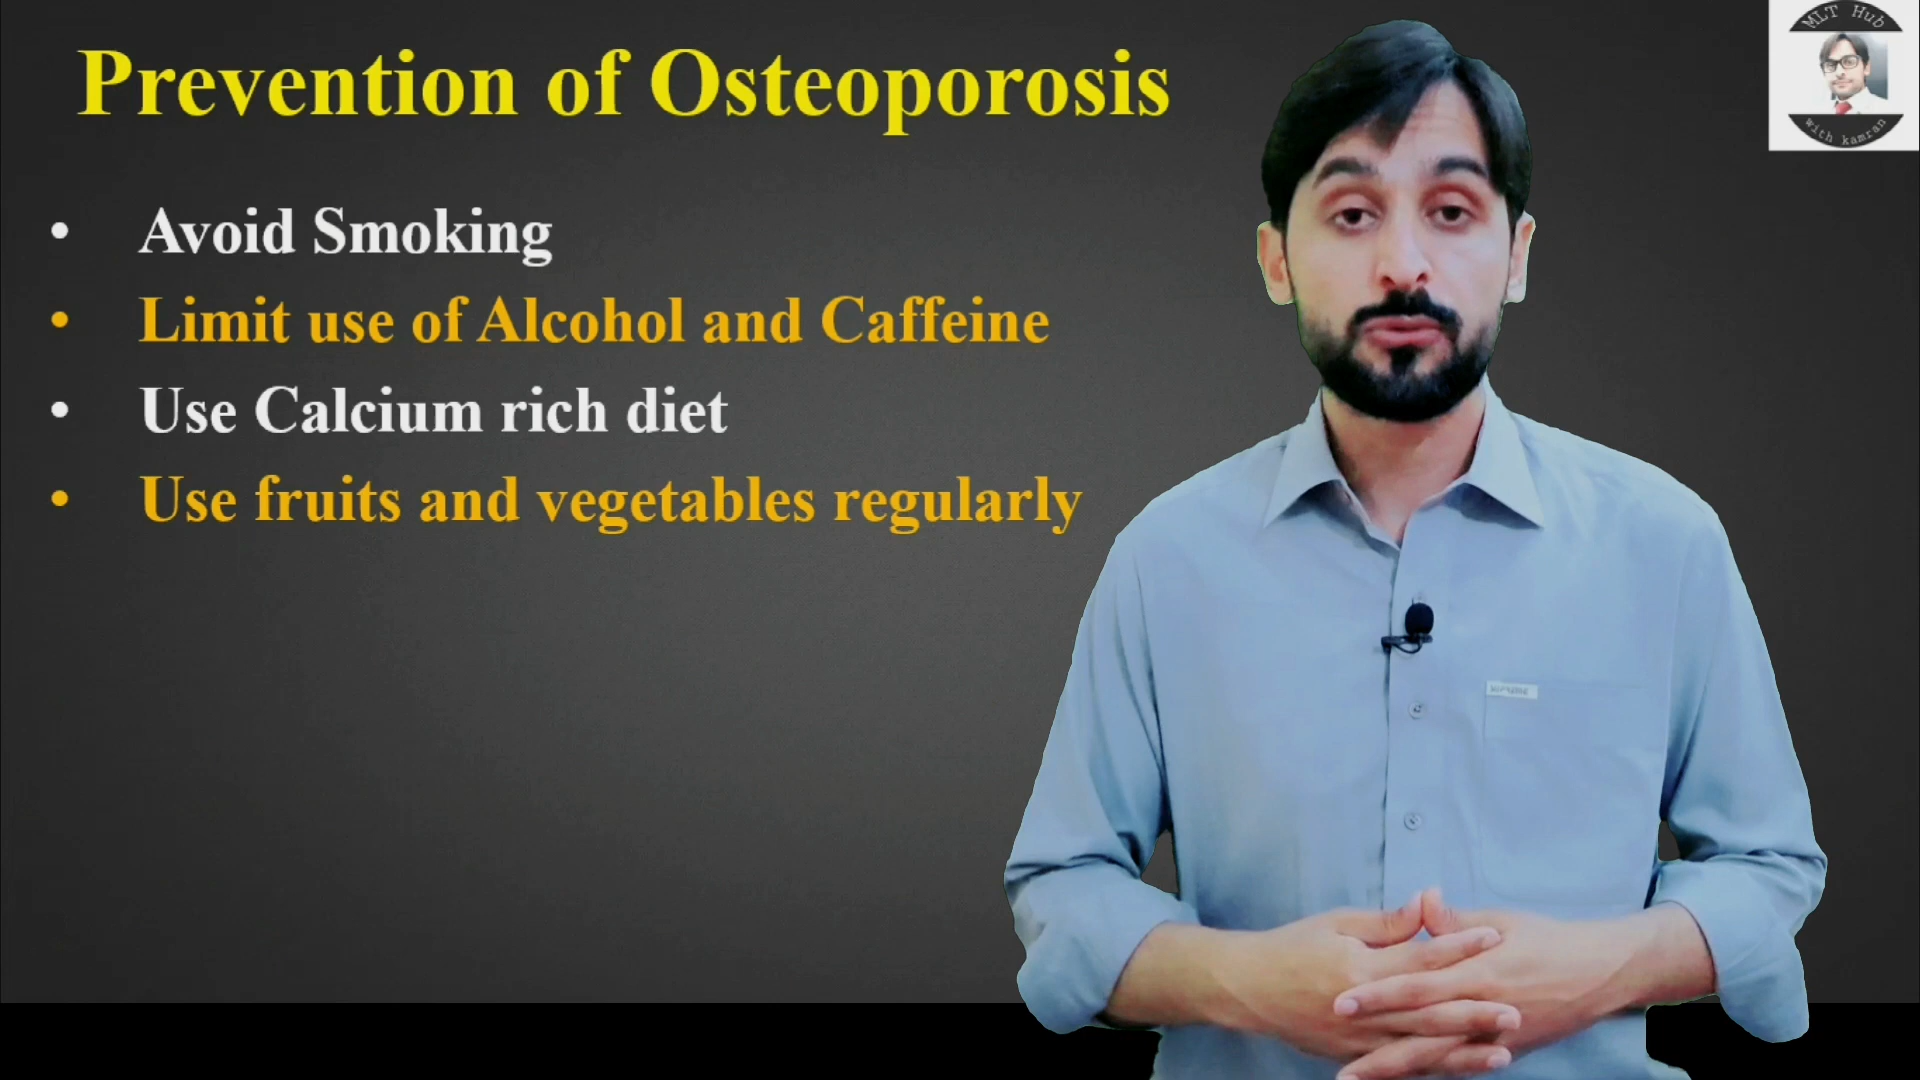 Prevention of Osteoporosis
MLT Hub
with kamran
• Avoid Smoking
• Limit use of Alcohol and Caffeine
• Use Calcium rich diet
• Use fruits and vegetables regularly